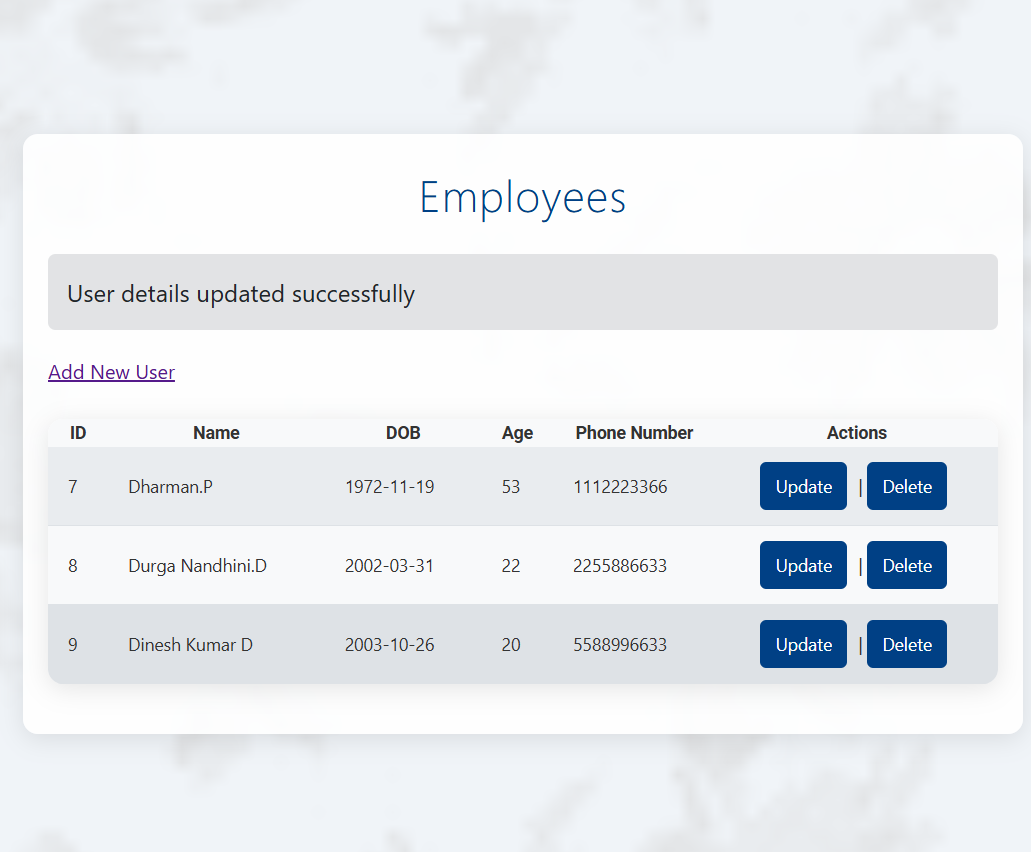 Employees
User details updated successfully
Add New User
ID Name DOB Age Phone Number Actions
7 Dharman.P 1972-11-19 53 1112223366 Update | Delete
8 Durga Nandhini.D 2002-03-31 22 2255886633 Update | Delete
9 Dinesh Kumar D 2003-10-26 20 5588996633 Update | Delete